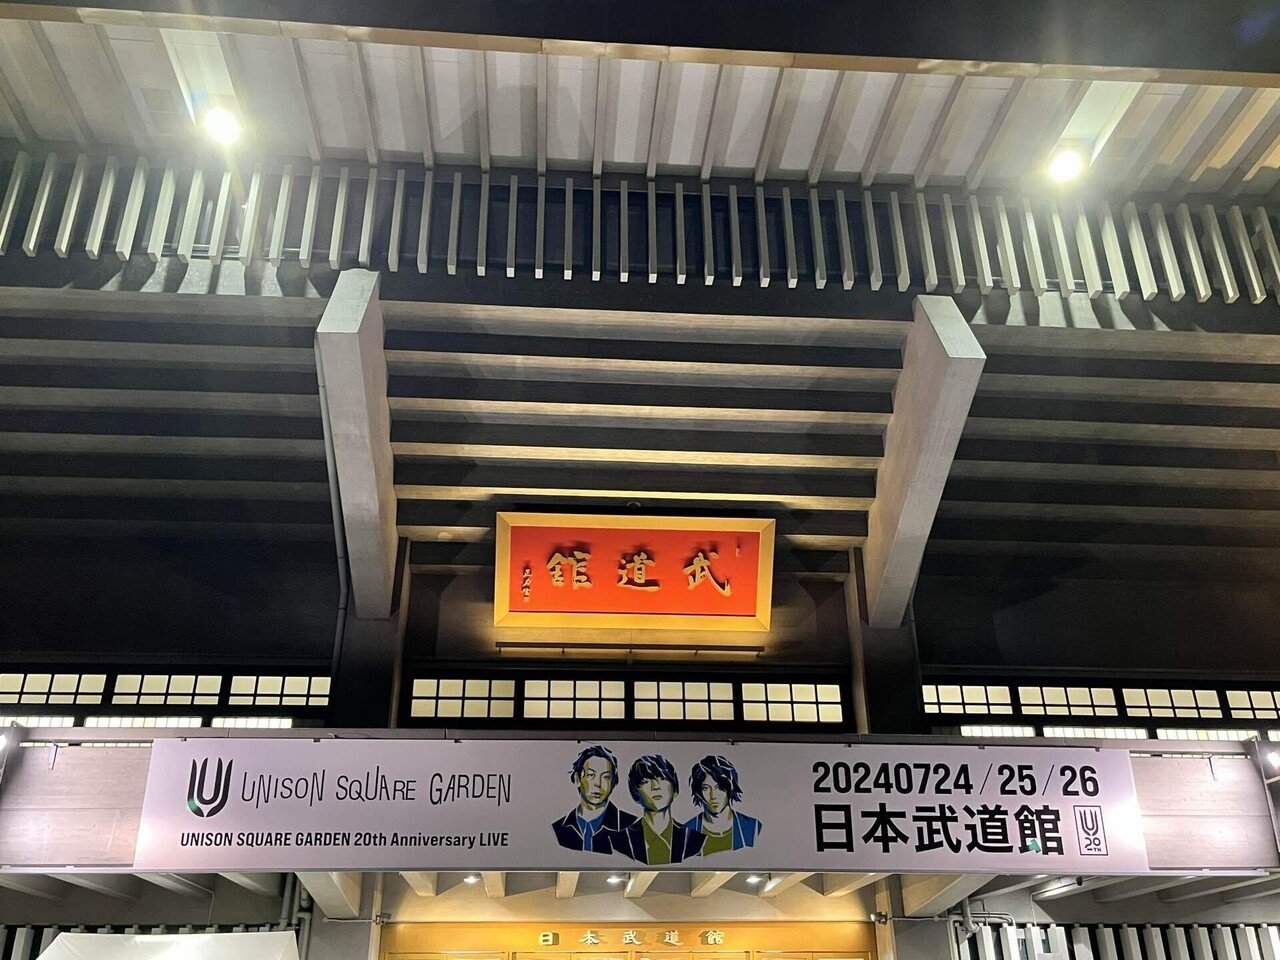 武道館
UNISON SQUARE GARDEN
UNISON SQUARE GARDEN 20th Anniversary LIVE
20240724/25/26
日本武道館
U
20TH
日本武道館